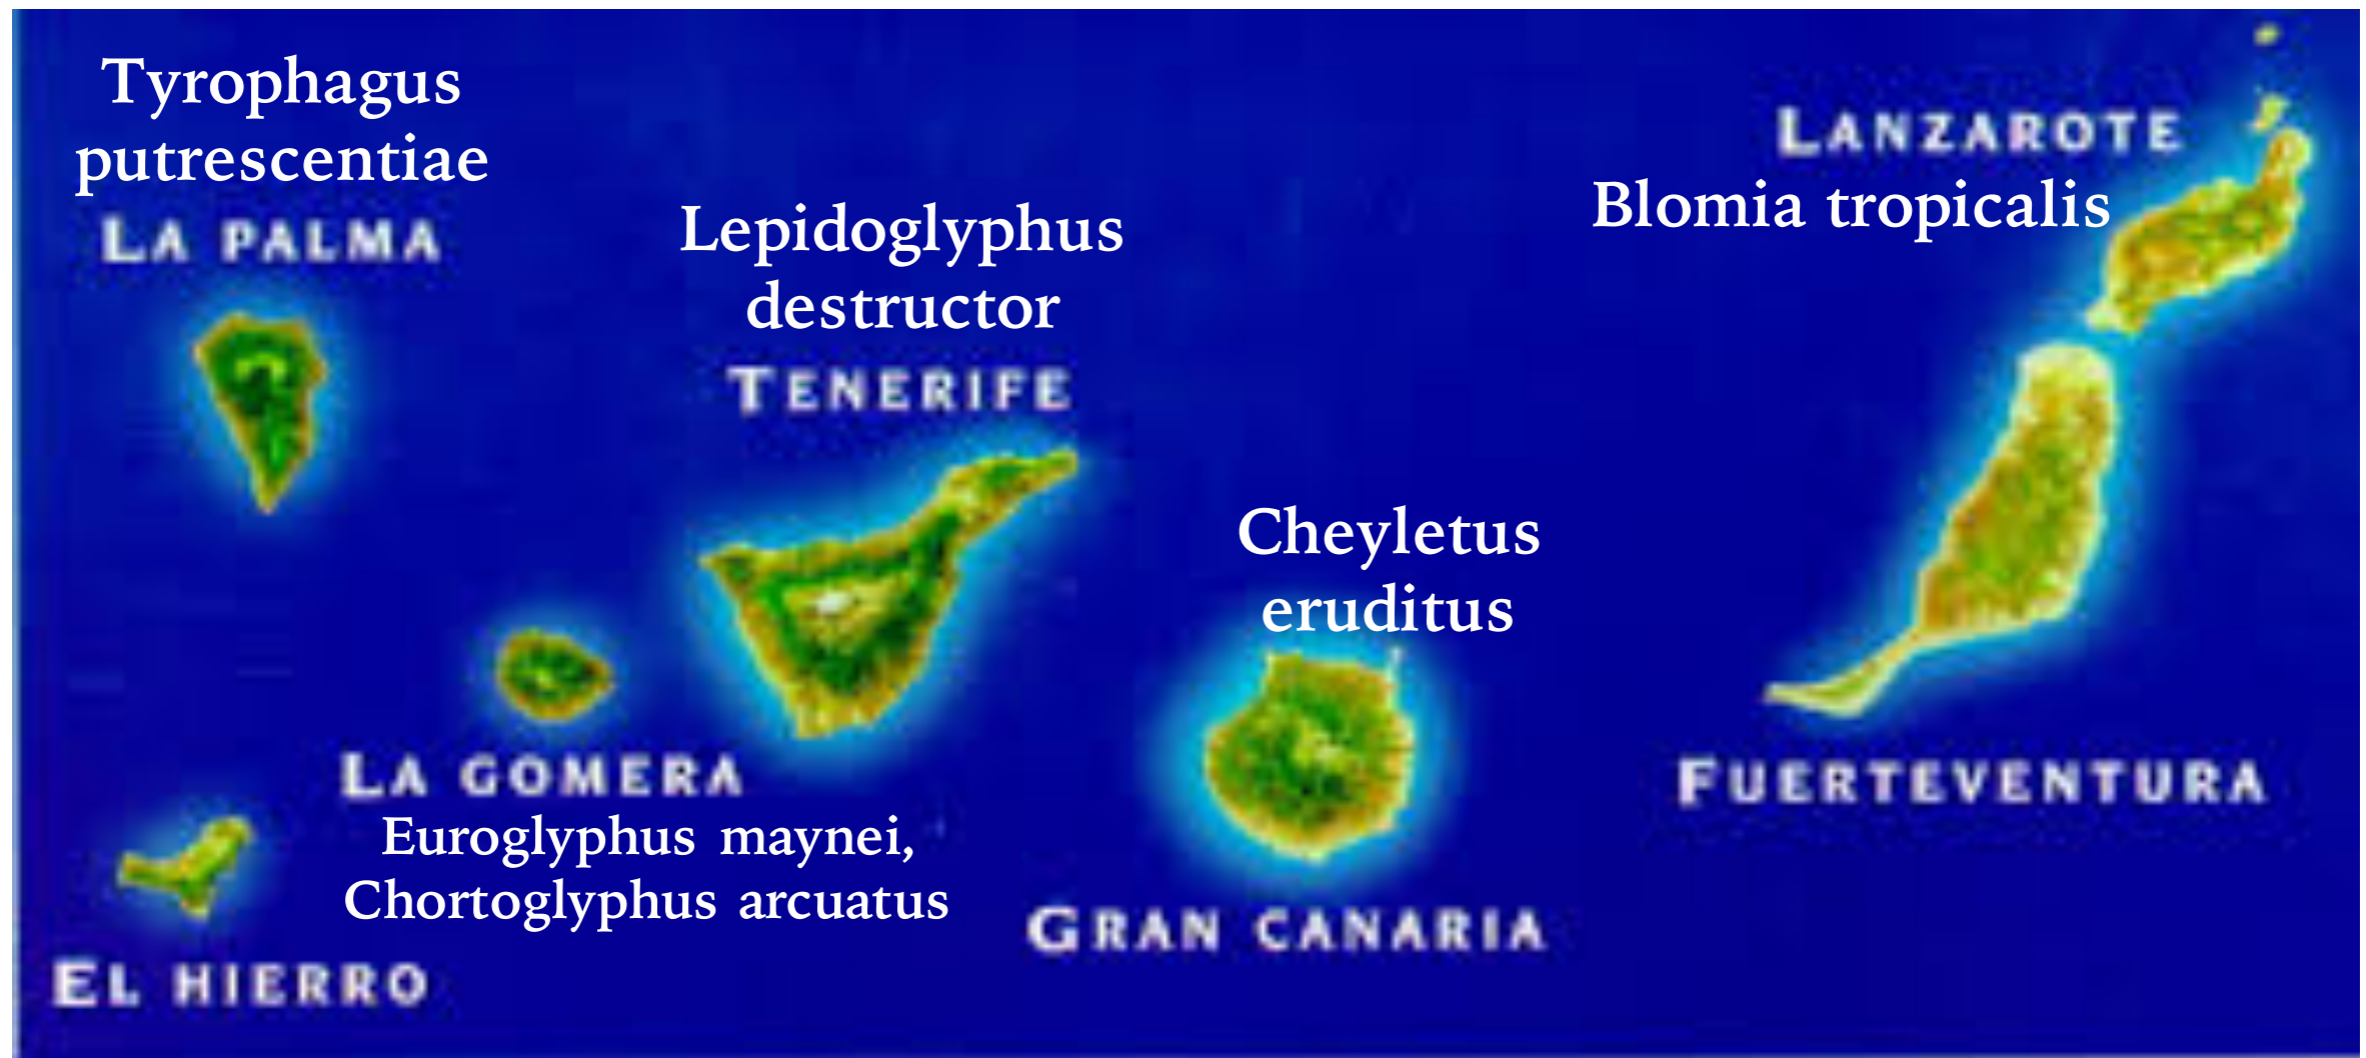 Tyrophagus
putrescentiae
LA PALMA
Lepidoglyphus
destructor
TENERIFE
LANZAROTE
Blomia tropicalis
Cheyletus
eruditus
LA GOMERA
Euroglyphus maynei,
Chortoglyphus arcuatus
FUERTEVENTURA
GRAN CANARIA
EL HIERRO